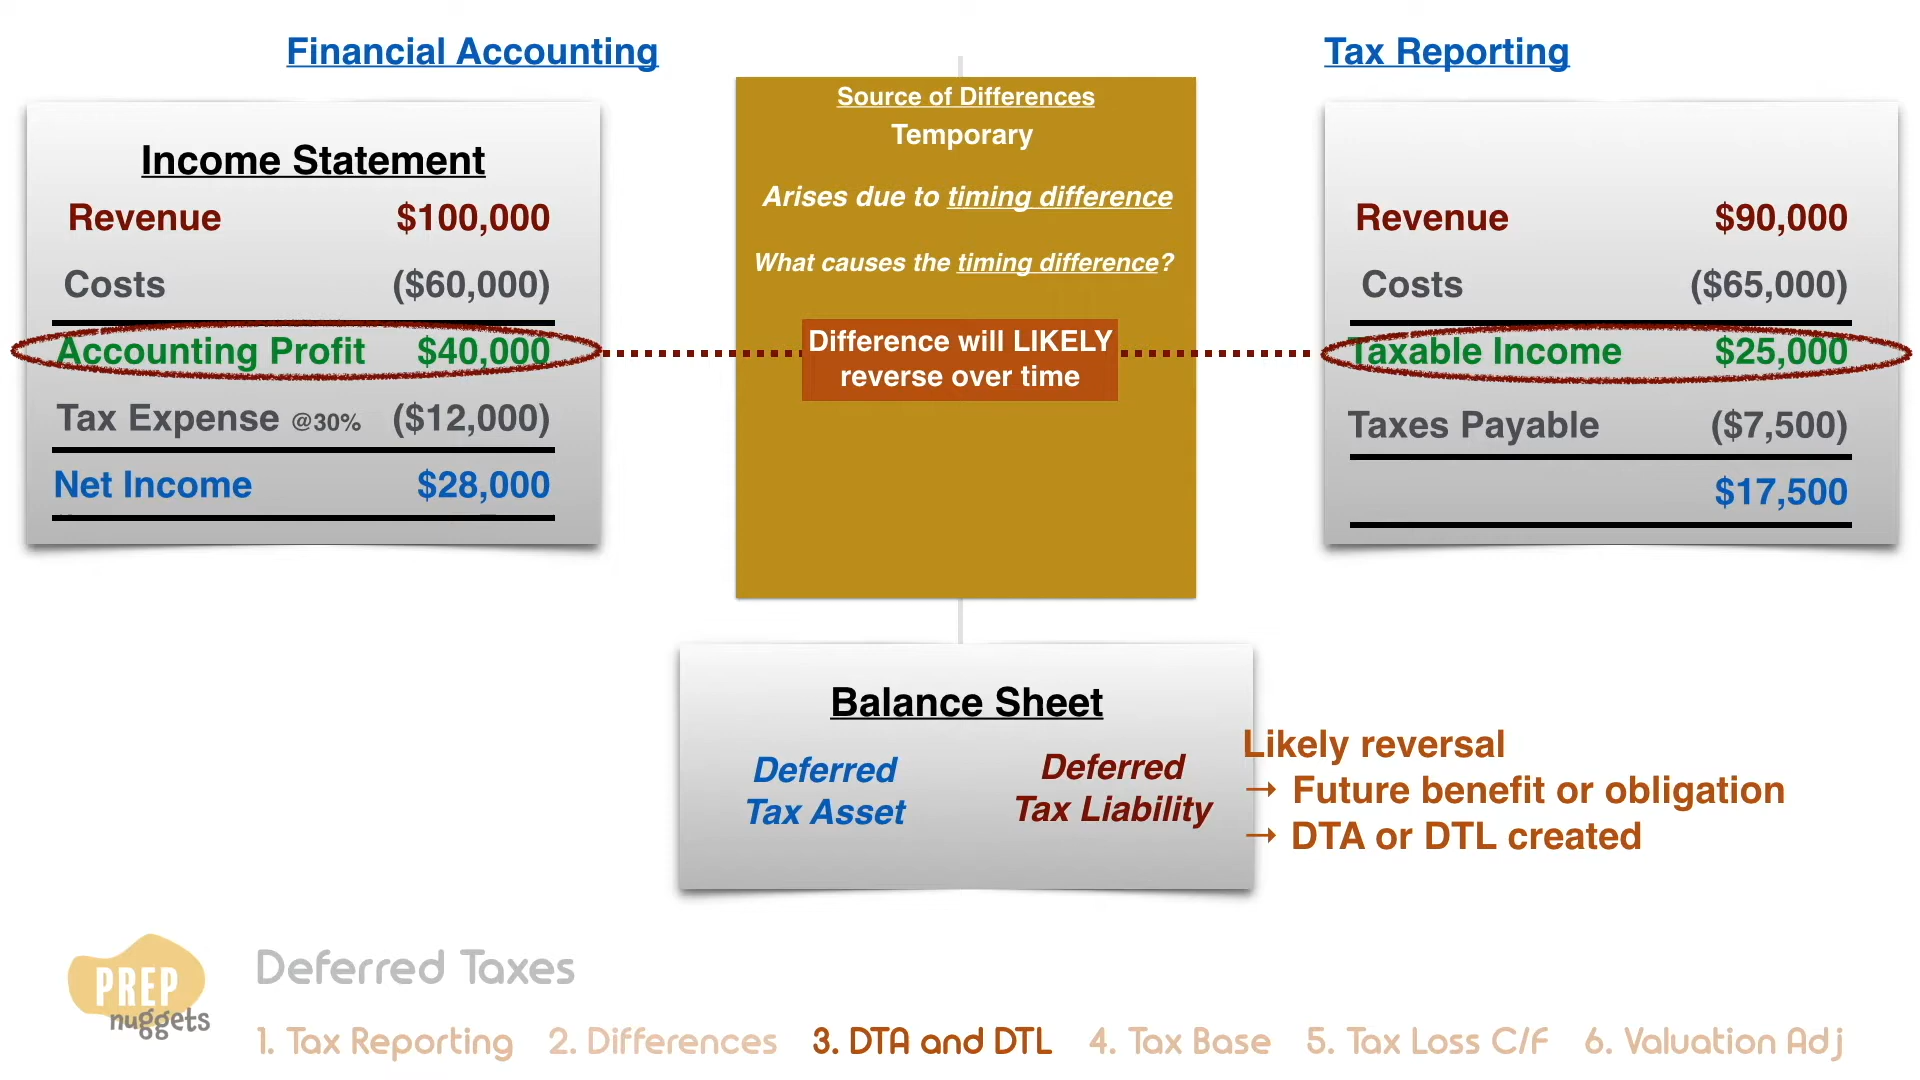 Financial Accounting
Tax Reporting
Income Statement
Revenue $100,000
Costs ($60,000)
Accounting Profit $40,000
Tax Expense @30% ($12,000)
Net Income $28,000
Source of Differences
Temporary
Arises due to timing difference
What causes the timing difference?
Difference will LIKELY
reverse over time
Revenue $90,000
Costs ($65,000)
Taxable Income $25,000
Taxes Payable ($7,500)
$17,500
Balance Sheet
Deferred
Tax Asset
Deferred
Tax Liability
Likely reversal
→ Future benefit or obligation
→ DTA or DTL created
PREP
nuggets
Deferred Taxes
1. Tax Reporting 2. Differences 3. DTA and DTL 4. Tax Base 5. Tax Loss C/F 6. Valuation Adj